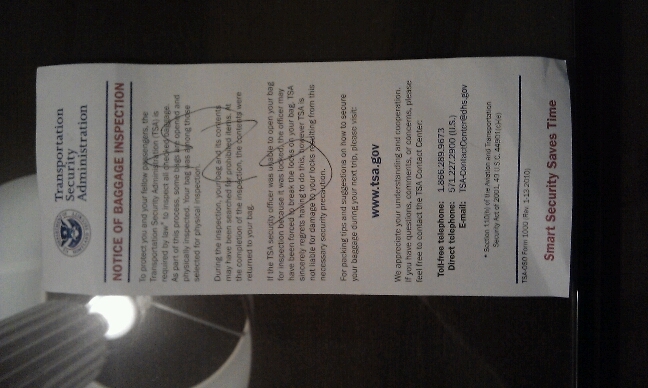 Transportation
Security
Administration
NOTICE OF BAGGAGE INSPECTION
To protect you and your fellow passengers, the
Transportation Security Administration (TSA) is
required by law* to inspect all checked baggage.
As part of this process, some bags are opened and
physically inspected. Your bag was among those
selected for physical inspection.
During the inspection, your bag and its contents
may have been searched for prohibited items. At
the completion of the inspection, the contents were
returned to your bag.
If the TSA security officer was unable to open your bag
for inspection because it was locked, the officer may
have been forced to break the locks on your bag. TSA
sincerely regrets having to do this, however TSA is
not liable for damage to your locks resulting from this
necessary security precaution.
For packing tips and suggestions on how to secure
your baggage during your next trip, please visit:
www.tsa.gov
We appreciate your understanding and cooperation.
If you have questions, comments, or concerns, please
feel free to contact the TSA Contact Center:
Toll-free telephone: 1.866.289.9673
Direct telephone: 571.227.2900 (U.S.)
E-mail: TSA-ContactCenter@dhs.gov
* Section 110(b) of the Aviation and Transportation
Security Act of 2001, 49 U.S.C. 44901(c)-(e)
Smart Security Saves Time